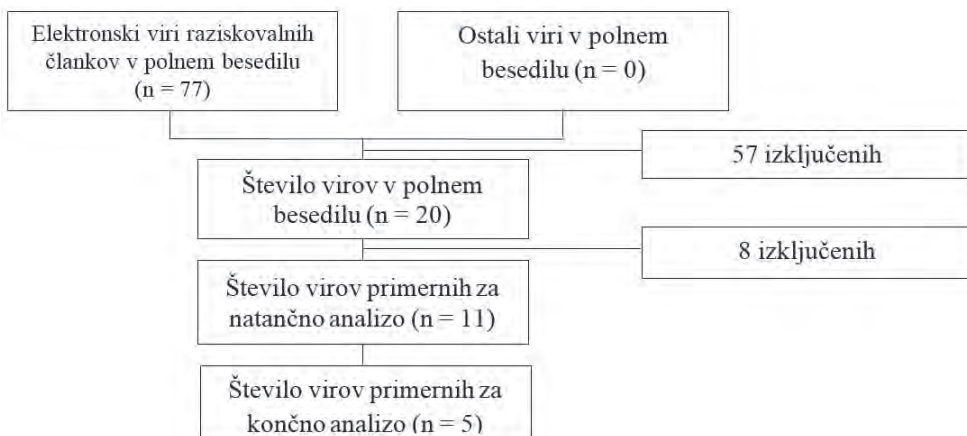 Elektronski viri raziskovalnih
člankov v polnem besedilu
(n = 77)
Ostali viri v polnem
besedilu (n = 0)
57 izključenih
Število virov v polnem
besedilu (n = 20)
8 izključenih
Število virov primernih za
natančno analizo (n = 11)
Število virov primernih za
končno analizo (n = 5)